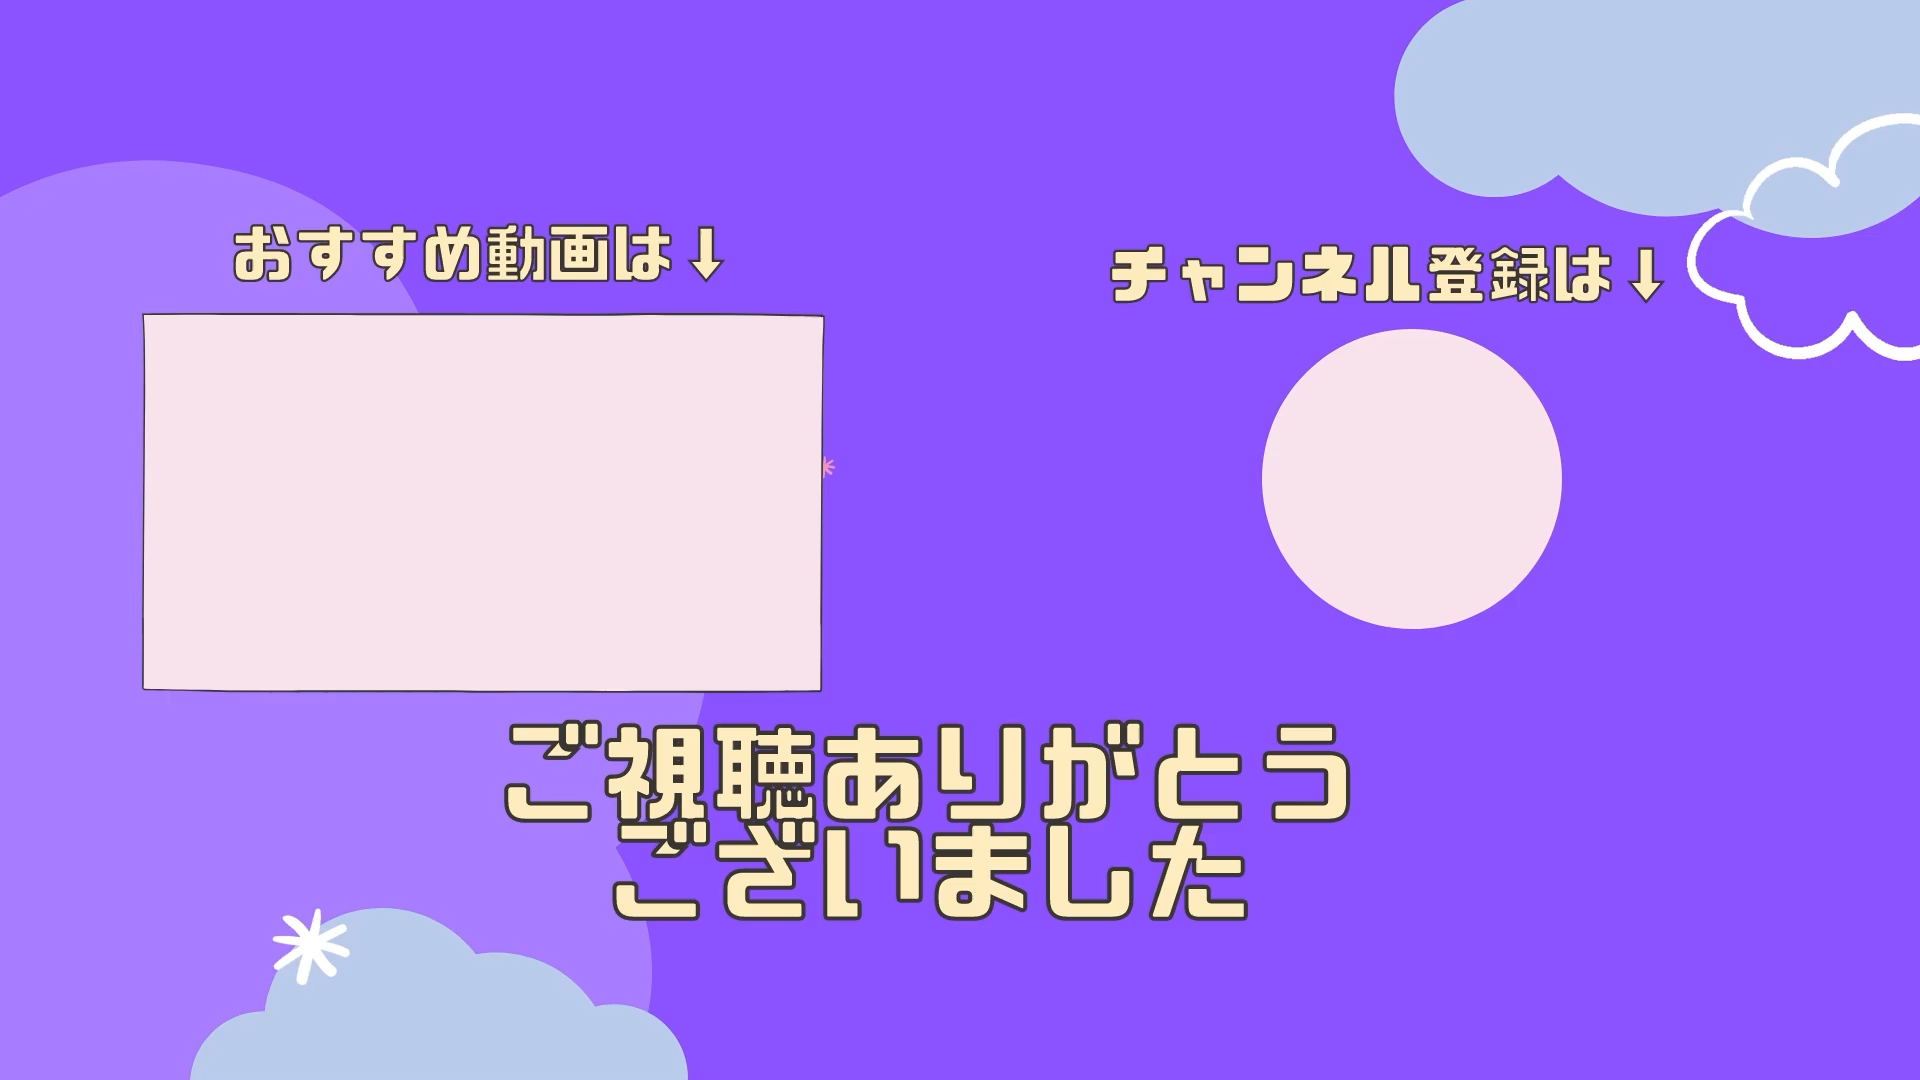 おすすめ動画は↓
チャンネル登録は↓
ご視聴ありがとう
ございました